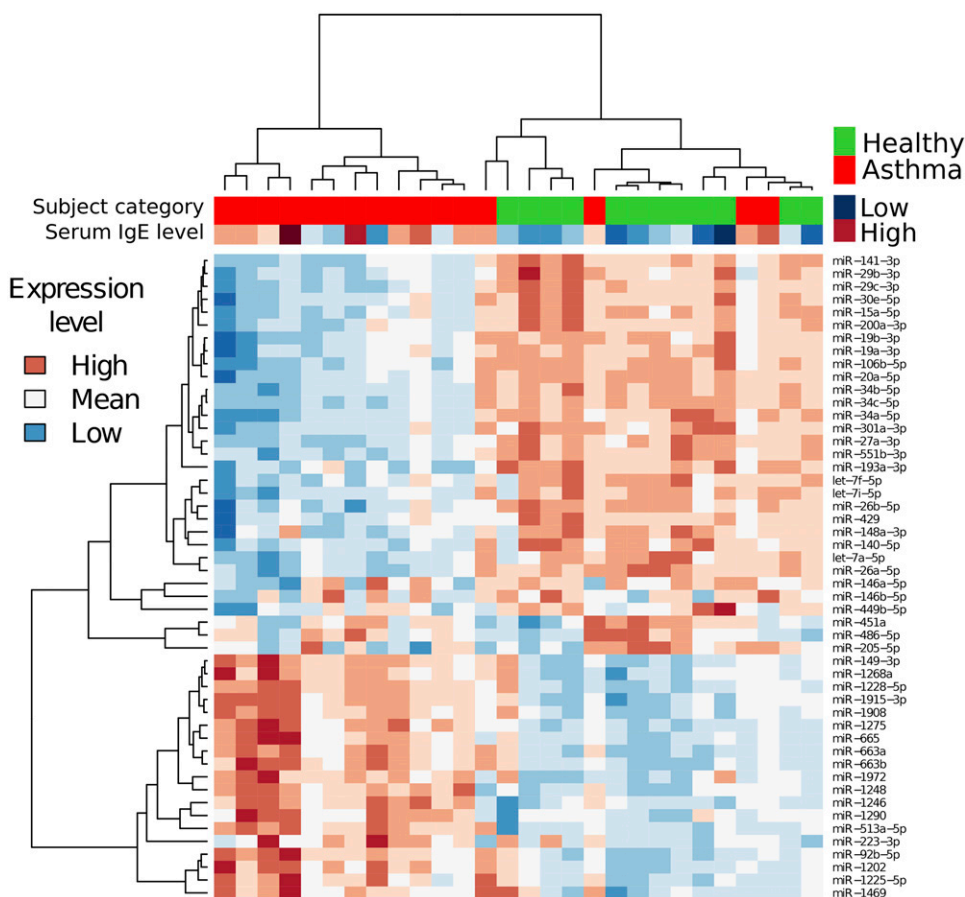 Healthy
Asthma
Subject category
Serum IgE level
Low
High
Expression
level
High
Mean
Low
miR-141-3p
miR-29b-3p
miR-29c-3p
miR-30e-5p
miR-15a-5p
miR-200a-3p
miR-19b-3p
miR-19a-3p
miR-106b-5p
miR-20a-5p
miR-34b-5p
miR-34c-5p
miR-34a-5p
miR-301a-3p
miR-27a-3p
miR-551b-3p
miR-193a-3p
let-7f-5p
let-7i-5p
miR-26b-5p
miR-429
miR-148a-3p
miR-140-5p
let-7a-5p
miR-26a-5p
miR-146a-5p
miR-146b-5p
miR-449b-5p
miR-451a
miR-486-5p
miR-205-5p
miR-149-3p
miR-1268a
miR-1228-5p
miR-1915-3p
miR-1908
miR-1275
miR-665
miR-663a
miR-663b
miR-1972
miR-1248
miR-1246
miR-1290
miR-513a-5p
miR-223-3p
miR-92b-5p
miR-1202
miR-1225-5p
miR-1469